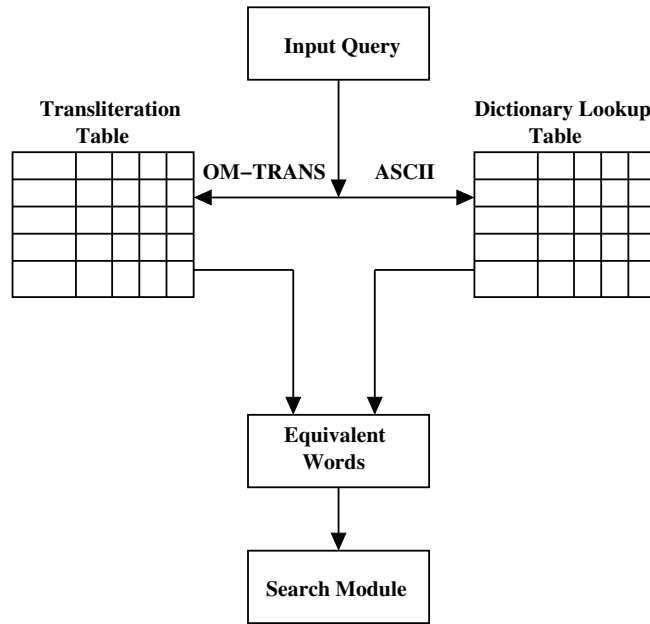 Input Query
Transliteration
Table
Dictionary Lookup
Table
OM−TRANS
ASCII
Equivalent
Words
Search Module